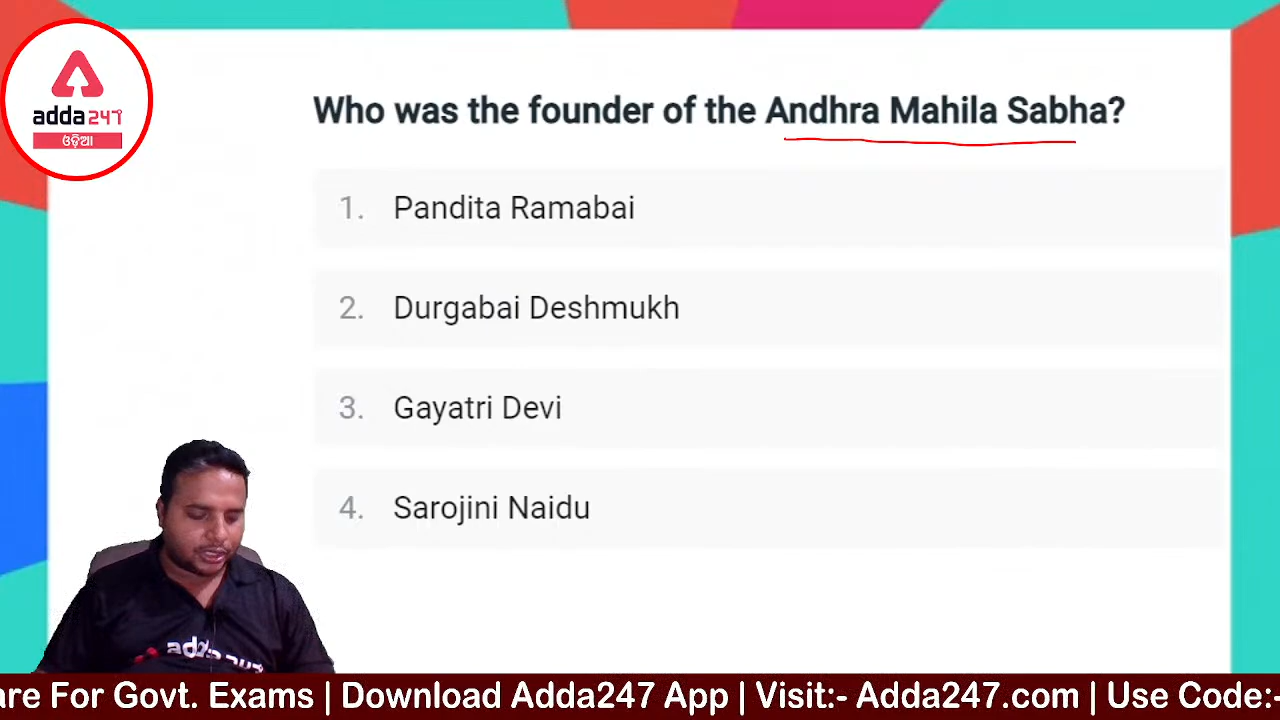 adda247
ଓଡ଼ିଆ
Who was the founder of the Andhra Mahila Sabha?
1. Pandita Ramabai
2. Durgabai Deshmukh
3. Gayatri Devi
4. Sarojini Naidu
are For Govt. Exams | Download Adda247 App | Visit:- Adda247.com | Use Code:-